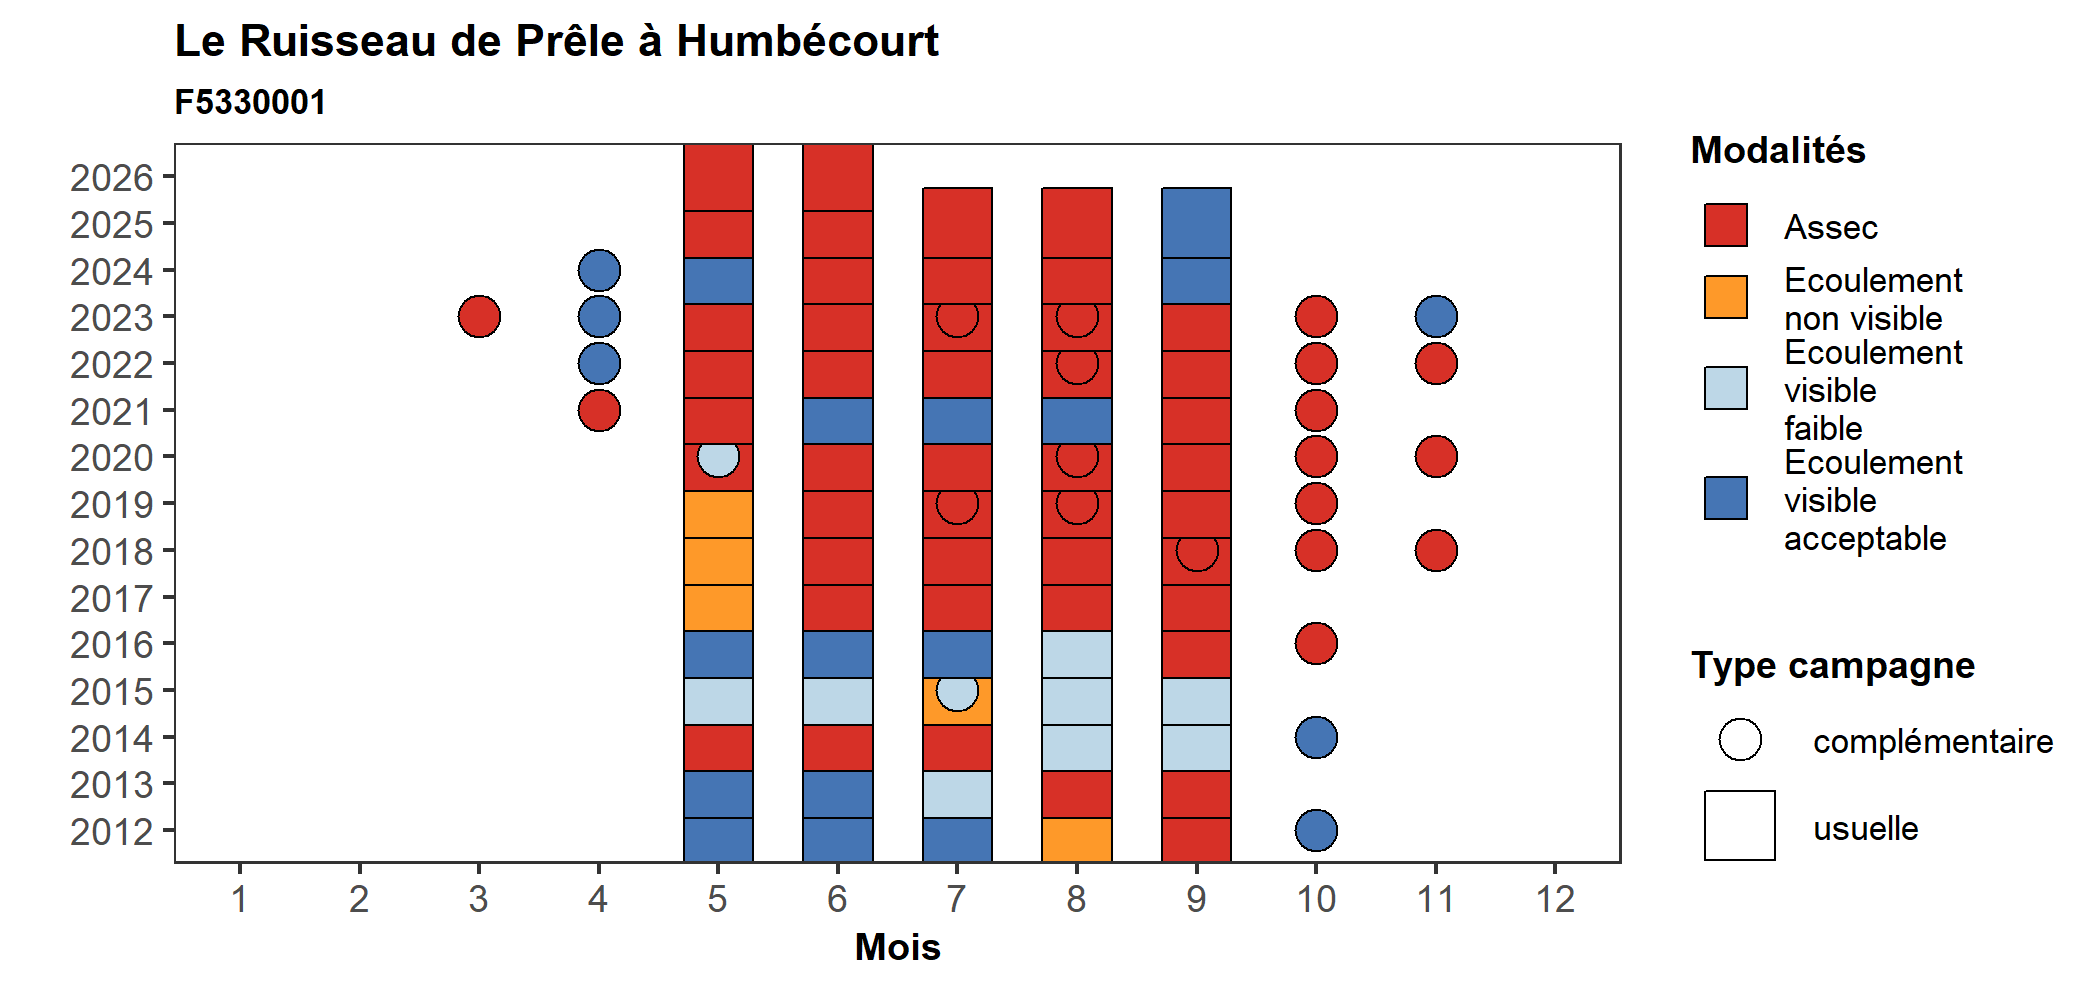 Le Ruisseau de Prêle à Humbécourt
F5330001
2026
2025
2024
2023
2022
2021
2020
2019
2018
2017
2016
2015
2014
2013
2012
1 2 3 4 5 6 7 8 9 10 11 12
Mois
Modalités
Assec
Ecoulement
non visible
Ecoulement
visible
faible
Ecoulement
visible
acceptable
Type campagne
complémentaire
usuelle